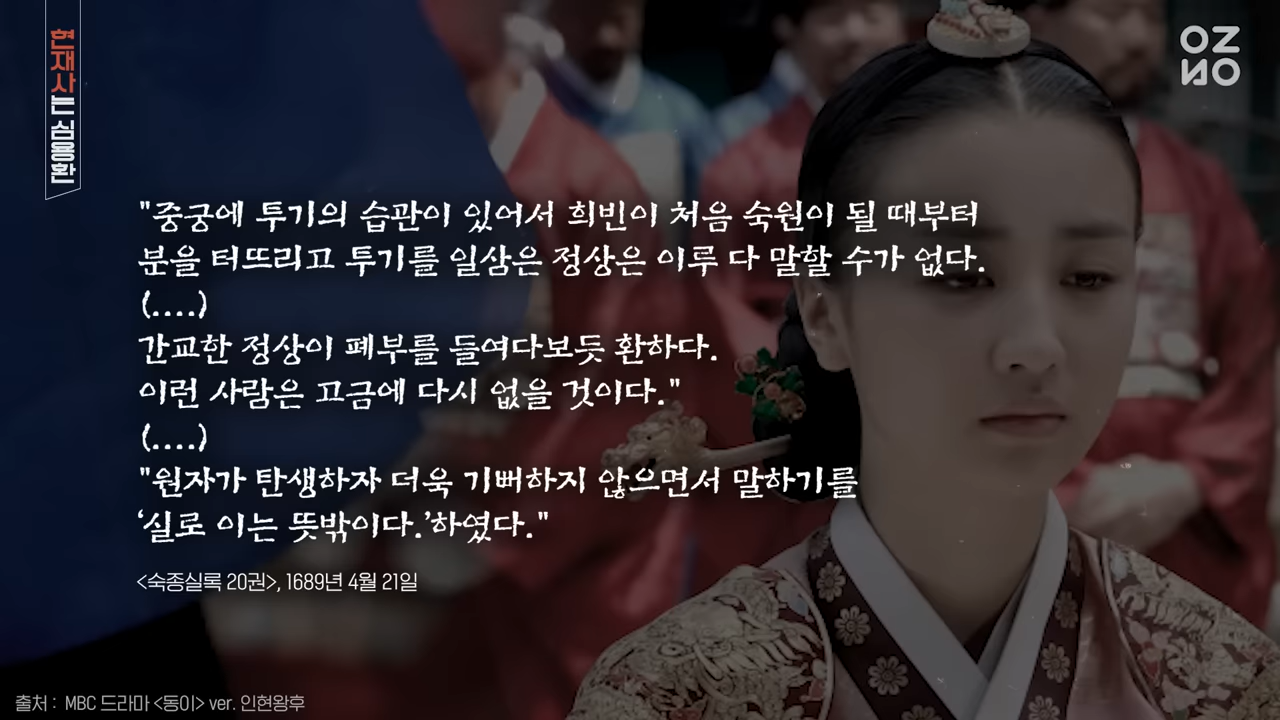 현재사는 심용환
OZ
NO
"중궁에 투기의 습관이 있어서 희빈이 처음 숙원이 될 때부터
분을 터뜨리고 투기를 일삼은 정상은 이루 다 말할 수가 없다.
(....)
간교한 정상이 폐부를 들여다보듯 환하다.
이런 사람은 고금에 다시 없을 것이다."
(....)
"원자가 탄생하자 더욱 기뻐하지 않으면서 말하기를
'실로 이는 뜻밖이다.'하였다."
<숙종실록 20권>, 1689년 4월 21일
출처 : MBC 드라마 <동이> ver. 인현왕후